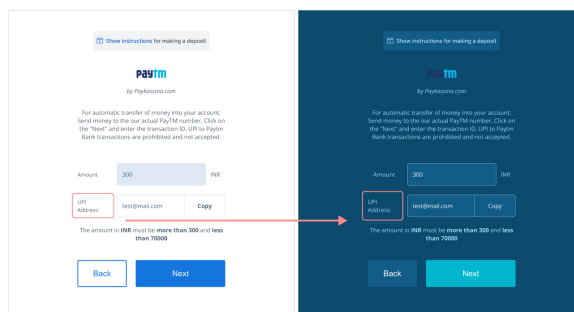 Show instructions for making a deposit
paytm
by Paykassma.com
For automatic transfer of money into your account:
Send money to the our actual PayTM number. Click on
the "Next" and enter the transaction ID. UPI to Paytm
Bank transactions are prohibited and not accepted.
Amount 300 INR
UPI
Address: test@mail.com Copy
The amount in INR must be more than 300 and less
than 70000
Back Next
Show instructions for making a deposit
paytm
by Paykassma.com
For automatic transfer of money into your account:
Send money to the our actual PayTM number. Click on
the "Next" and enter the transaction ID. UPI to Paytm
Bank transactions are prohibited and not accepted.
Amount 300 INR
UPI
Address: test@mail.com Copy
The amount in INR must be more than 300 and less
than 70000
Back Next